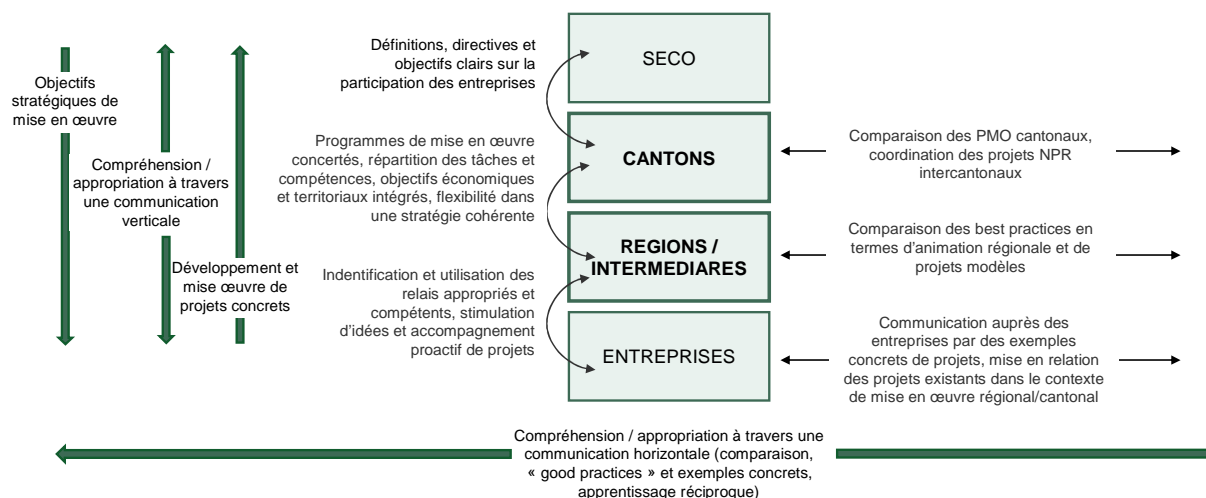 Objectifs
stratégiques de
mise en œuvre
Compréhension /
appropriation à travers
une communication
verticale
Développement et
mise œuvre de
projets concrets
Définitions, directives et
objectifs clairs sur la
participation des entreprises
Programmes de mise en œuvre
concertés, répartition des tâches et
compétences, objectifs économiques
et territoriaux intégrés, flexibilité dans
une stratégie cohérente
Indentification et utilisation des
relais appropriés et
compétents, stimulation
d'idées et accompagnement
proactif de projets
SECO
CANTONS
REGIONS /
INTERMEDIARES
ENTREPRISES
Comparaison des PMO cantonaux,
coordination des projets NPR
intercantonaux
Comparaison des best practices en
termes d'animation régionale et de
projets modèles
Communication auprès des
entreprises par des exemples
concrets de projets, mise en relation
des projets existants dans le contexte
de mise en œuvre régional/cantonal
Compréhension / appropriation à travers une
communication horizontale (comparaison,
« good practices » et exemples concrets,
apprentissage réciproque)